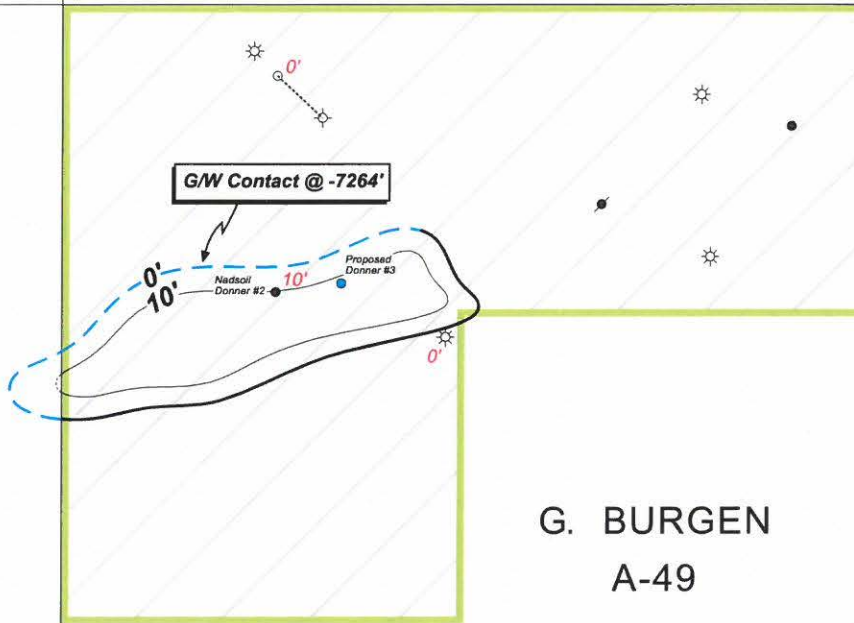 0'
G/W Contact @ -7264'
0'
10'
Nadsoil
Donner #2
10'
Proposed
Donner #3
0'
G. BURGEN
A-49